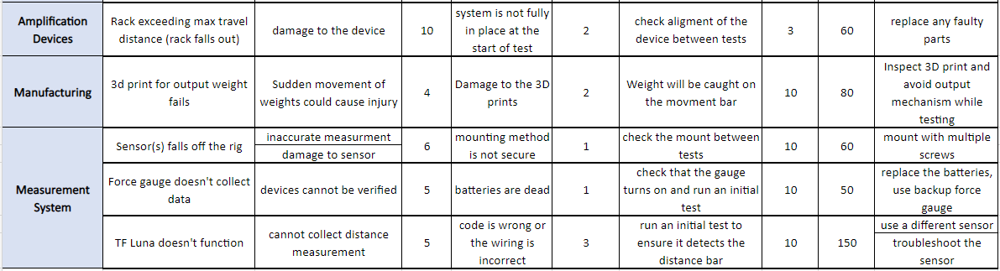 Amplification
Devices
Rack exceeding max travel
distance (rack falls out)
damage to the device
10
system is not fully
in place at the
start of test
2
check aligment of the
device between tests
3
60
replace any faulty
parts
Manufacturing
3d print for output weight
fails
Sudden movement of
weights could cause injury
4
Damage to the 3D
prints
2
Weight will be caught on
the movment bar
10
80
Inspect 3D print and
avoid output
mechanism while
testing
Measurement
System
Sensor(s) falls off the rig
inaccurate measurment
damage to sensor
6
mounting method
is not secure
1
check the mount between
tests
10
60
mount with multiple
screws
Force gauge doesn't collect
data
devices cannot be verified
5
batteries are dead
1
check that the gauge
turns on and run an initial
test
10
50
replace the batteries,
use backup force
gauge
TF Luna doesn't function
cannot collect distance
measurement
5
code is wrong or
the wiring is
incorrect
3
run an initial test to
ensure it detects the
distance bar
10
150
use a different sensor
troubleshoot the
sensor